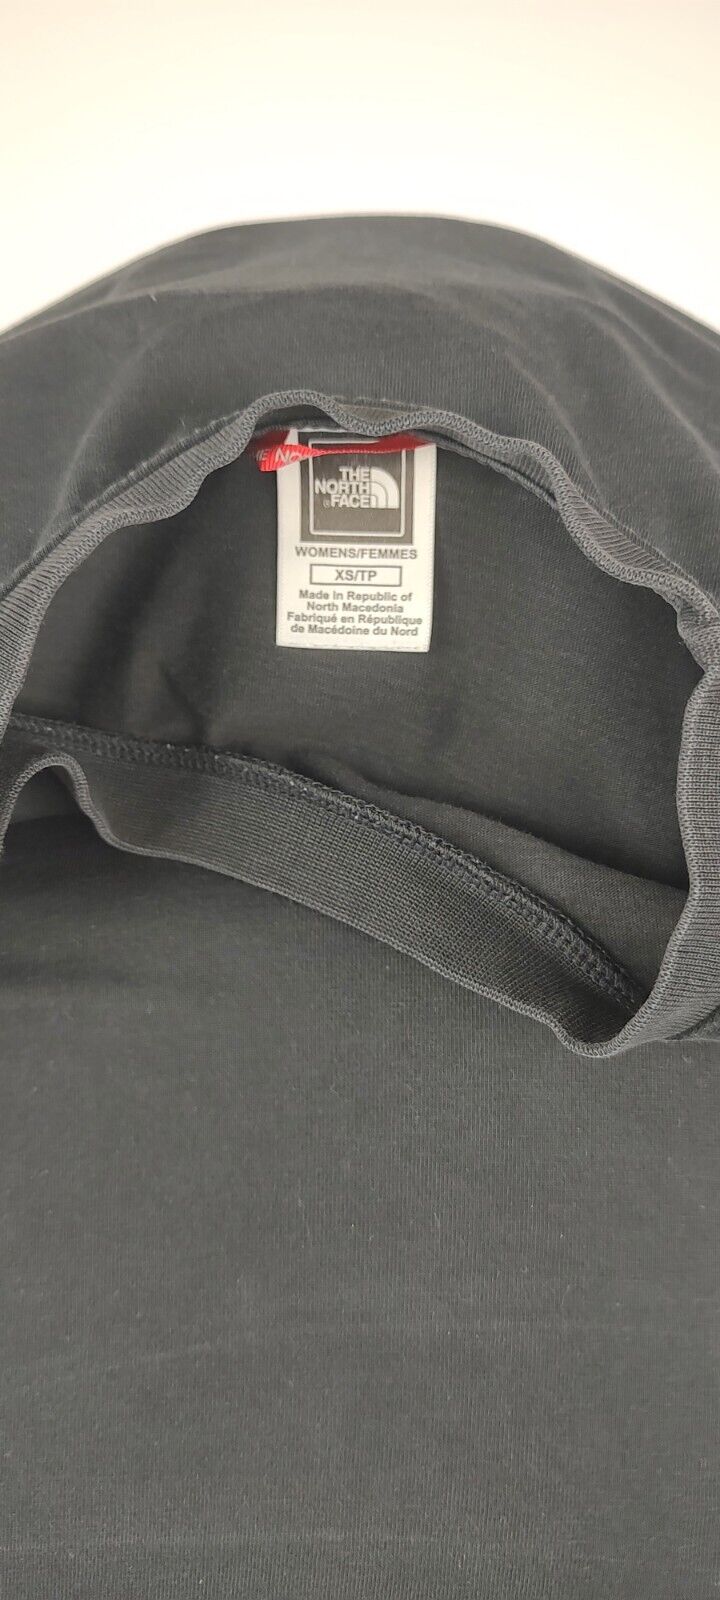 THE
NORTH
FACE
WOMENS/FEMMES
XS/TP
Made in Republic of
North Macedonia
Fabriqué en République
de Macédoine du Nord